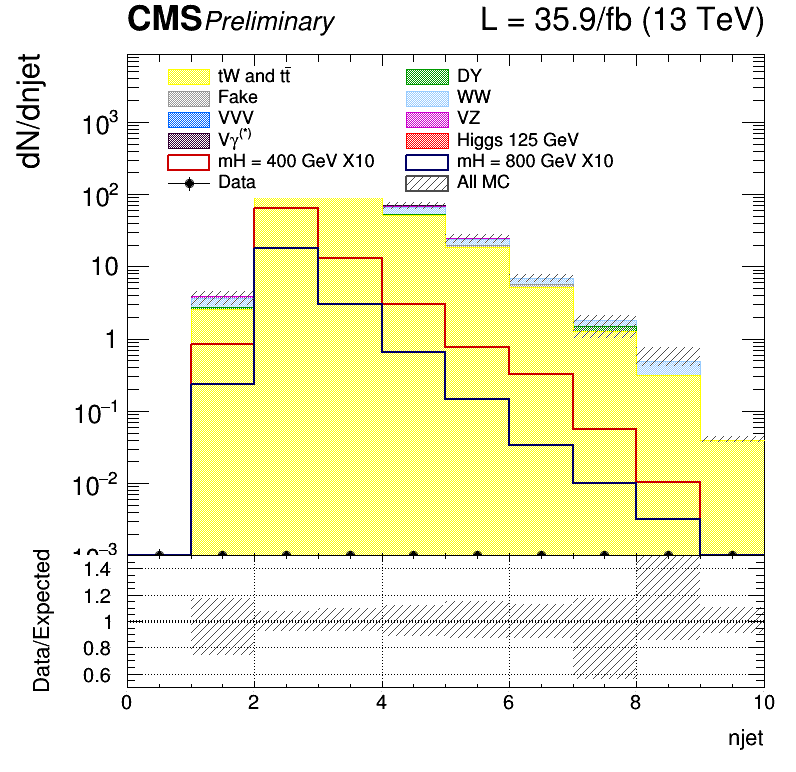 CMS Preliminary L = 35.9/fb (13 TeV)
dN/dnjet
tW and tt̄ DY
Fake WW
VVV VZ
Vγ(*) Higgs 125 GeV
mH = 400 GeV X10 mH = 800 GeV X10
Data All MC
10³
10²
10
1
10⁻¹
10⁻²
10⁻³
Data/Expected
1.4
1.2
1
0.8
0.6
0 2 4 6 8 10
njet